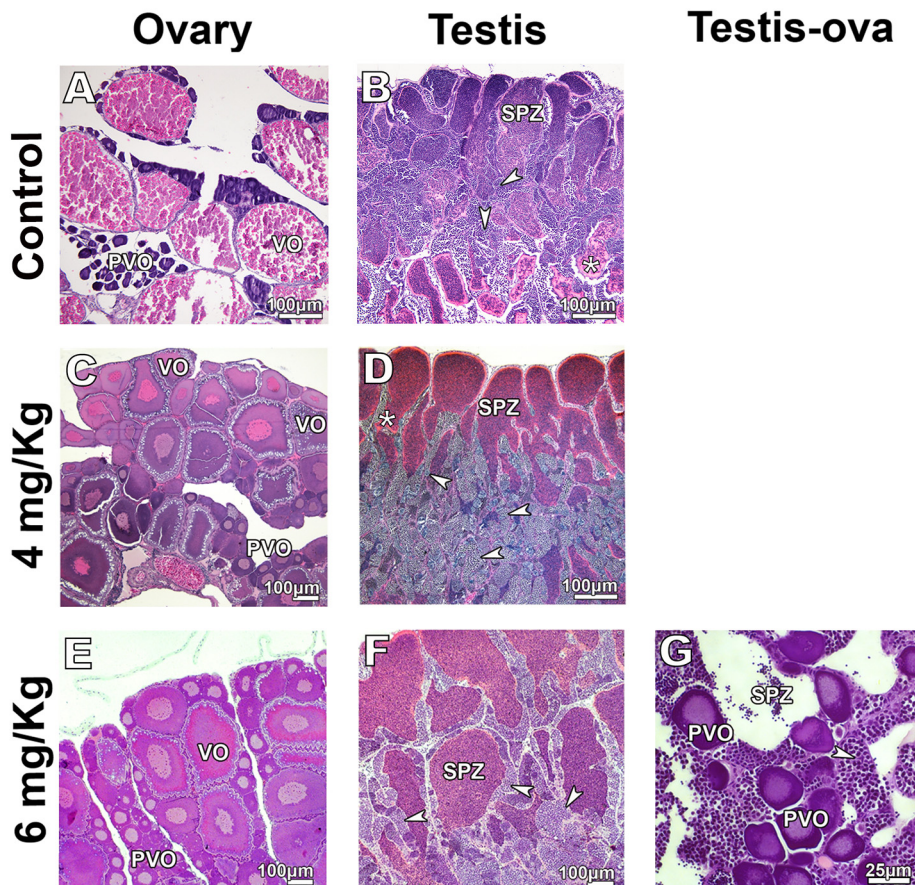 Ovary Testis Testis-ova
Control
A
PVO
VO
100µm
B
SPZ
*
100µm
4 mg/Kg
C
VO
VO
PVO
100µm
D
*
SPZ
100µm
6 mg/Kg
E
VO
PVO
100µm
F
SPZ
100µm
G
SPZ
PVO
PVO
25µm